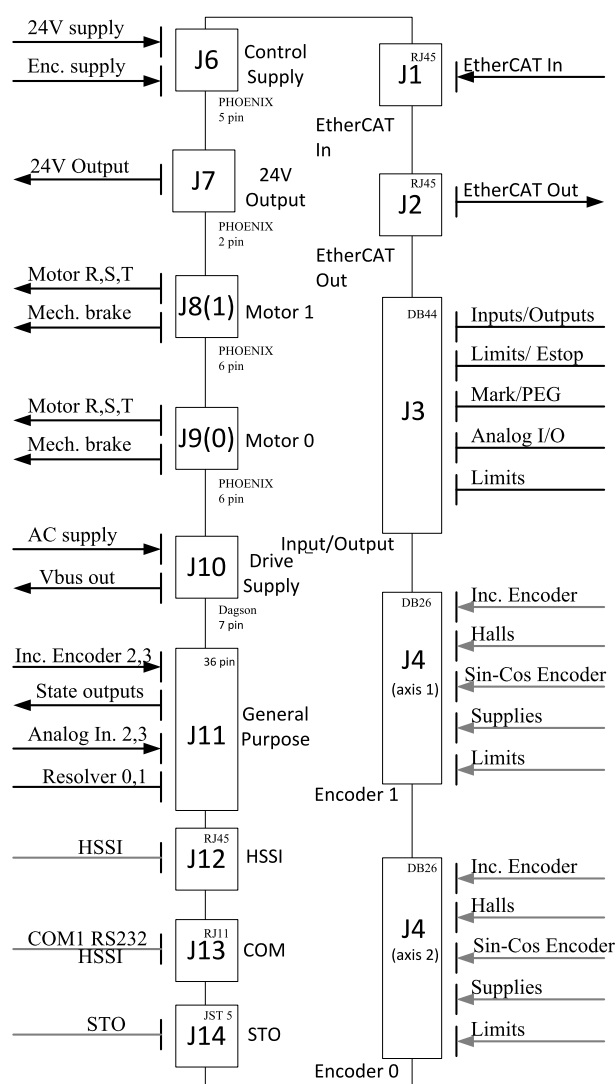 24V supply
Enc. supply
J6
Control
Supply
PHOENIX
5 pin
24V Output
J7
24V
Output
PHOENIX
2 pin
Motor R,S,T
Mech. brake
J8(1)
Motor 1
PHOENIX
6 pin
Motor R,S,T
Mech. brake
J9(0)
Motor 0
PHOENIX
6 pin
AC supply
Vbus out
J10
Drive
Supply
Dagson
7 pin
Inc. Encoder 2,3
State outputs
Analog In. 2,3
Resolver 0,1
36 pin
J11
General
Purpose
HSSI
RJ45
J12
HSSI
COM1 RS232
HSSI
RJ11
J13
COM
STO
JST 5
J14
STO
RJ45
J1
EtherCAT In
EtherCAT
In
RJ45
J2
EtherCAT Out
EtherCAT
Out
DB44
J3
Inputs/Outputs
Limits/ Estop
Mark/PEG
Analog I/O
Limits
Input/Output
DB26
J4
(axis 1)
Inc. Encoder
Halls
Sin-Cos Encoder
Supplies
Limits
Encoder 1
DB26
J4
(axis 2)
Inc. Encoder
Halls
Sin-Cos Encoder
Supplies
Limits
Encoder 0